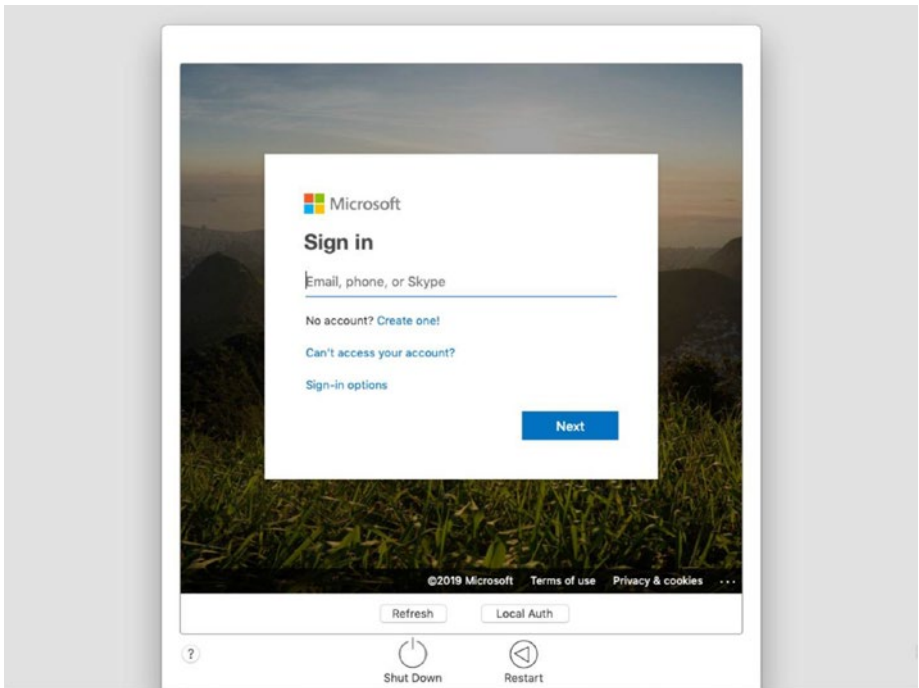 Microsoft
Sign in
Email, phone, or Skype
No account? Create one!
Can't access your account?
Sign-in options
Next
©2019 Microsoft Terms of use Privacy & cookies ...
Refresh Local Auth
?
Shut Down Restart